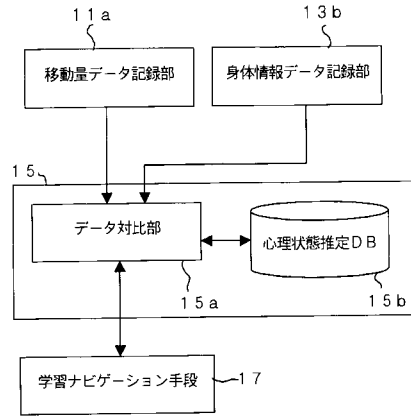 11a
13b
移動量データ記録部
身体情報データ記録部
15
データ対比部
心理状態推定DB
15a
15b
学習ナビゲーション手段
17